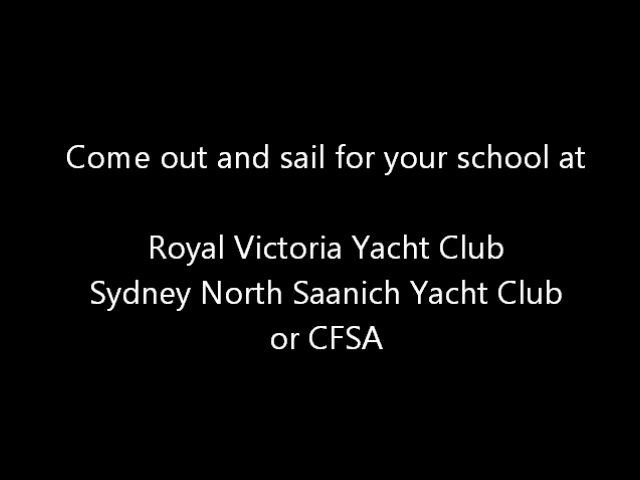 Come out and sail for your school at
Royal Victoria Yacht Club
Sydney North Saanich Yacht Club
or CFSA